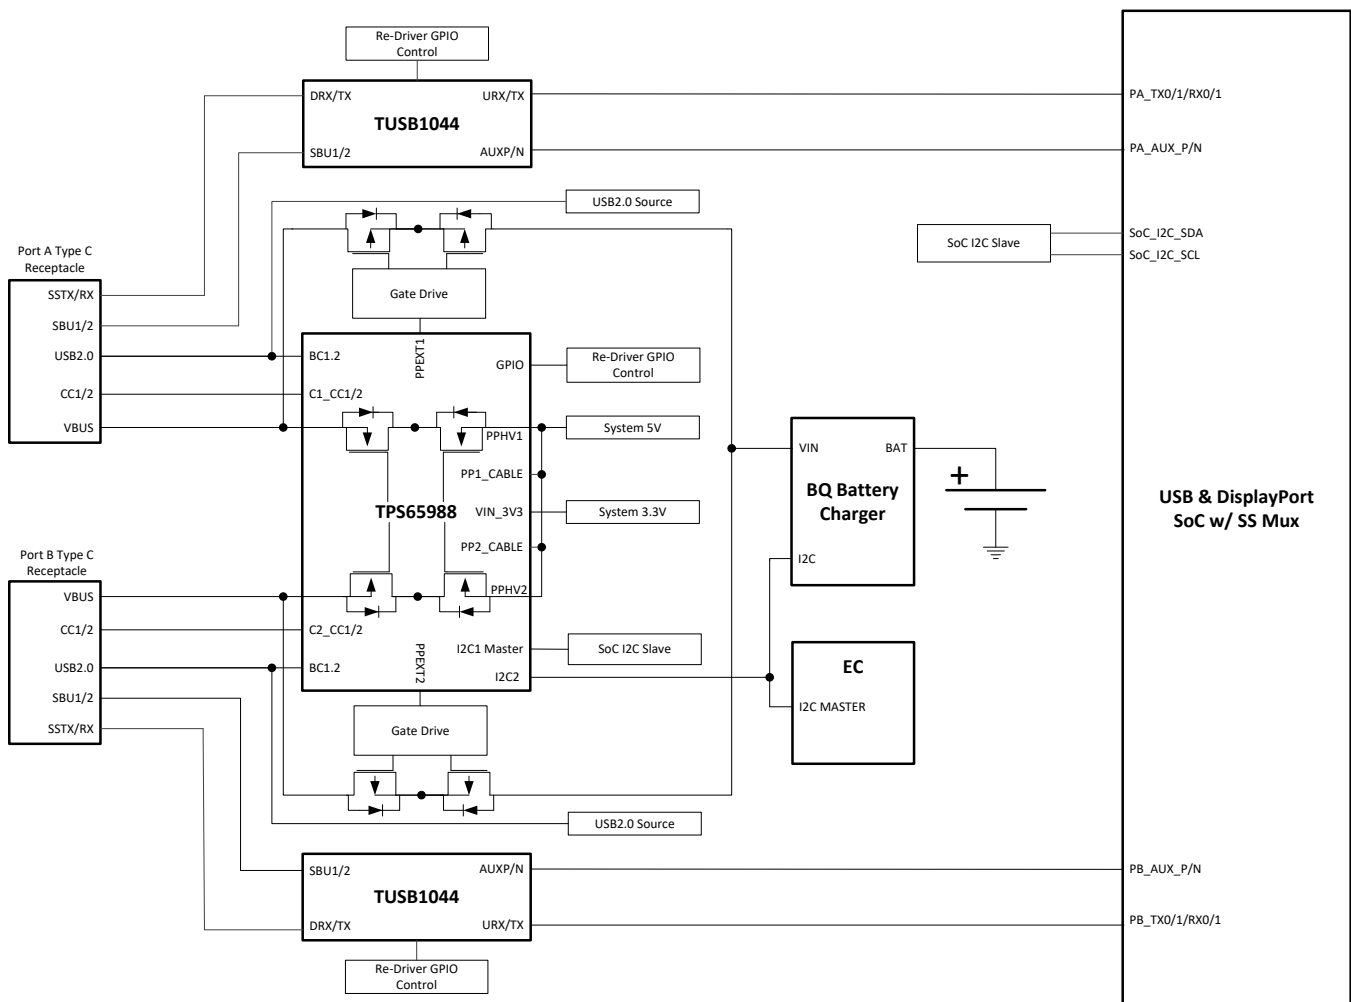 Re-Driver GPIO
Control
DRX/TX
URX/TX
TUSB1044
SBU1/2
AUXP/N
PA_TX0/1/RX0/1
PA_AUX_P/N
USB2.0 Source
SoC I2C Slave
SoC_I2C_SDA
SoC_I2C_SCL
Port A Type C
Receptacle
SSTX/RX
SBU1/2
USB2.0
CC1/2
VBUS
Gate Drive
PPEXT1
BC1.2
C1_CC1/2
GPIO
Re-Driver GPIO
Control
PPHV1
System 5V
PP1_CABLE
TPS65988
VIN_3V3
System 3.3V
PP2_CABLE
PPHV2
C2_CC1/2
BC1.2
PPEXT2
I2C1 Master
SoC I2C Slave
I2C2
VIN
BAT
BQ Battery
Charger
I2C
+
EC
I2C MASTER
USB & DisplayPort
SoC w/ SS Mux
Port B Type C
Receptacle
VBUS
CC1/2
USB2.0
SBU1/2
SSTX/RX
Gate Drive
USB2.0 Source
SBU1/2
AUXP/N
TUSB1044
DRX/TX
URX/TX
PB_AUX_P/N
PB_TX0/1/RX0/1
Re-Driver GPIO
Control